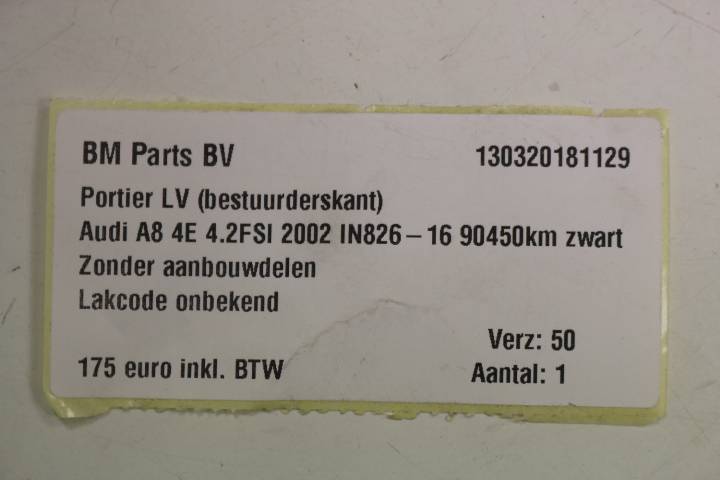 BM Parts BV 130320181129
Portier LV (bestuurderskant)
Audi A8 4E 4.2FSI 2002 IN826-16 90450km zwart
Zonder aanbouwdelen
Lakcode onbekend
Verz: 50
175 euro inkl. BTW Aantal: 1